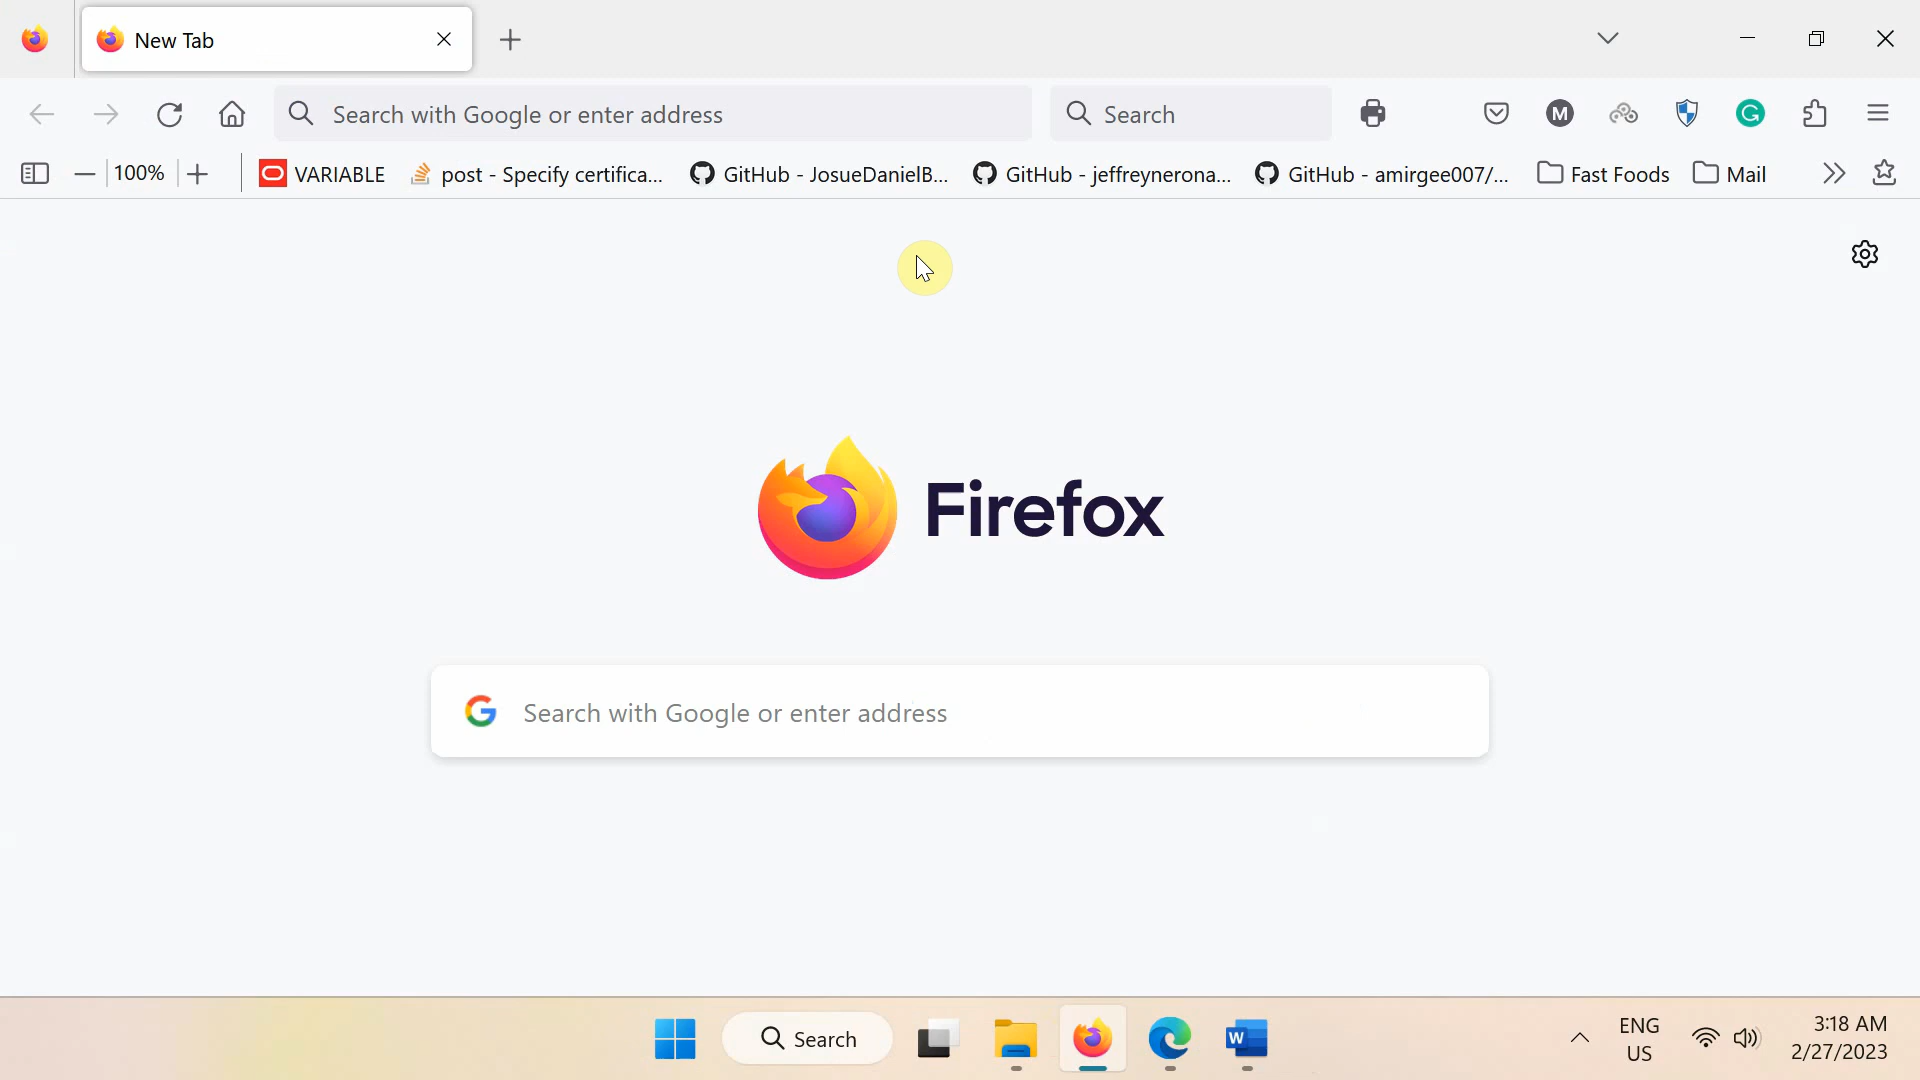 New Tab
Search with Google or enter address
Search
M
G
100%
VARIABLE
post - Specify certifica...
GitHub - JosueDanielB...
GitHub - jeffreynerona...
GitHub - amirgee007/...
Fast Foods
Mail
Firefox
G
Search with Google or enter address
Search
W
ENG
US
3:18 AM
2/27/2023